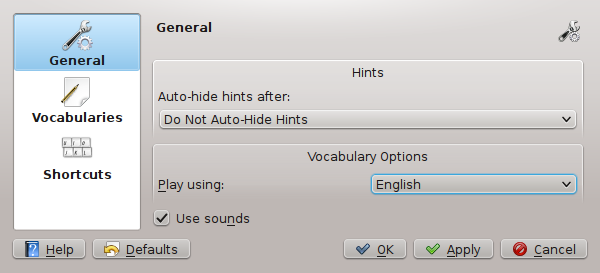 General
Vocabularies
Shortcuts
General
Hints
Auto-hide hints after:
Do Not Auto-Hide Hints
Vocabulary Options
Play using:
English
Use sounds
Help
Defaults
OK
Apply
Cancel